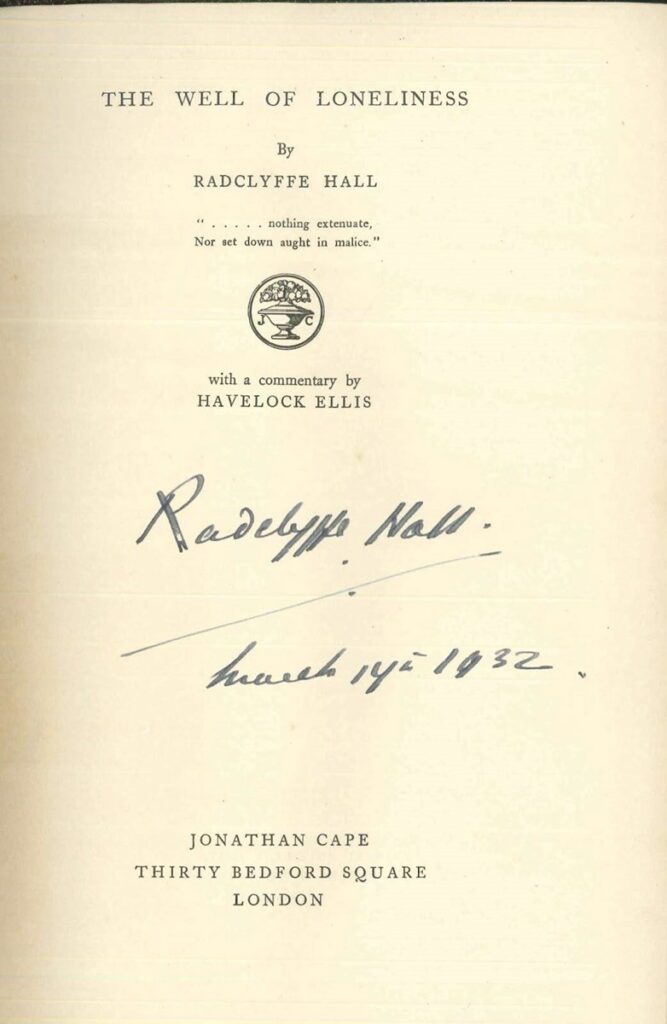 THE WELL OF LONELINESS
By
RADCLYFFE HALL
“ . . . . . nothing extenuate,
Nor set down aught in malice.”
J C
with a commentary by
HAVELOCK ELLIS
Radclyffe Hall.
March 14th 1932.
JONATHAN CAPE
THIRTY BEDFORD SQUARE
LONDON